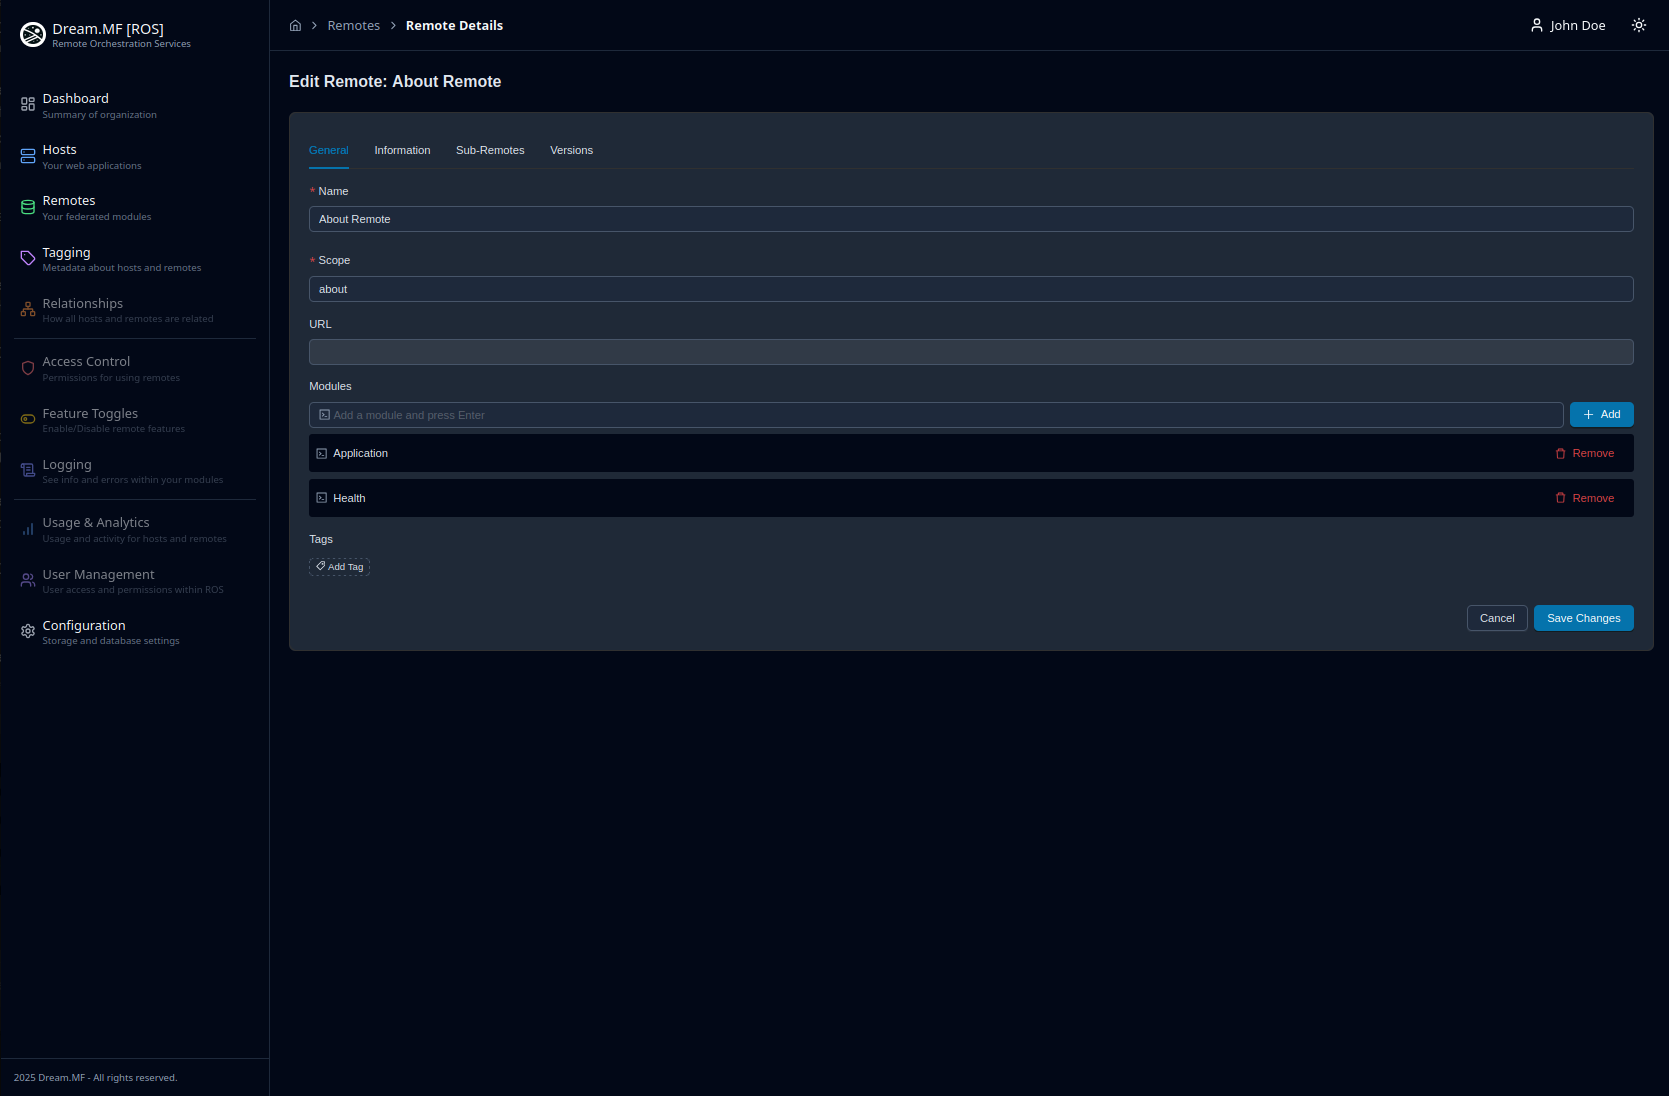 Dream.MF [ROS]
Remote Orchestration Services
Dashboard
Summary of organization
Hosts
Your web applications
Remotes
Your federated modules
Tagging
Metadata about hosts and remotes
Relationships
How all hosts and remotes are related
Access Control
Permissions for using remotes
Feature Toggles
Enable/Disable remote features
Logging
See info and errors within your modules
Usage & Analytics
Usage and activity for hosts and remotes
User Management
User access and permissions within ROS
Configuration
Storage and database settings
2025 Dream.MF - All rights reserved.
Remotes
Remote Details
John Doe
Edit Remote: About Remote
General Information Sub-Remotes Versions
* Name
About Remote
* Scope
about
URL
Modules
Add a module and press Enter
Add
Application
Remove
Health
Remove
Tags
Add Tag
Cancel
Save Changes